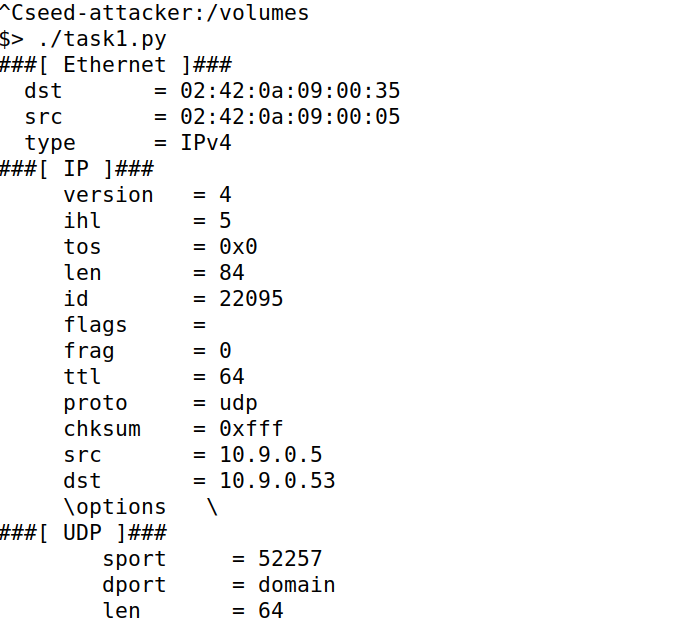 ^Cseed-attacker:/volumes
$> ./task1.py
###[ Ethernet ]###
  dst       = 02:42:0a:09:00:35
  src       = 02:42:0a:09:00:05
  type      = IPv4
###[ IP ]###
     version   = 4
     ihl       = 5
     tos       = 0x0
     len       = 84
     id        = 22095
     flags     =
     frag      = 0
     ttl       = 64
     proto     = udp
     chksum    = 0xfff
     src       = 10.9.0.5
     dst       = 10.9.0.53
     \options   \
###[ UDP ]###
        sport     = 52257
        dport     = domain
        len       = 64